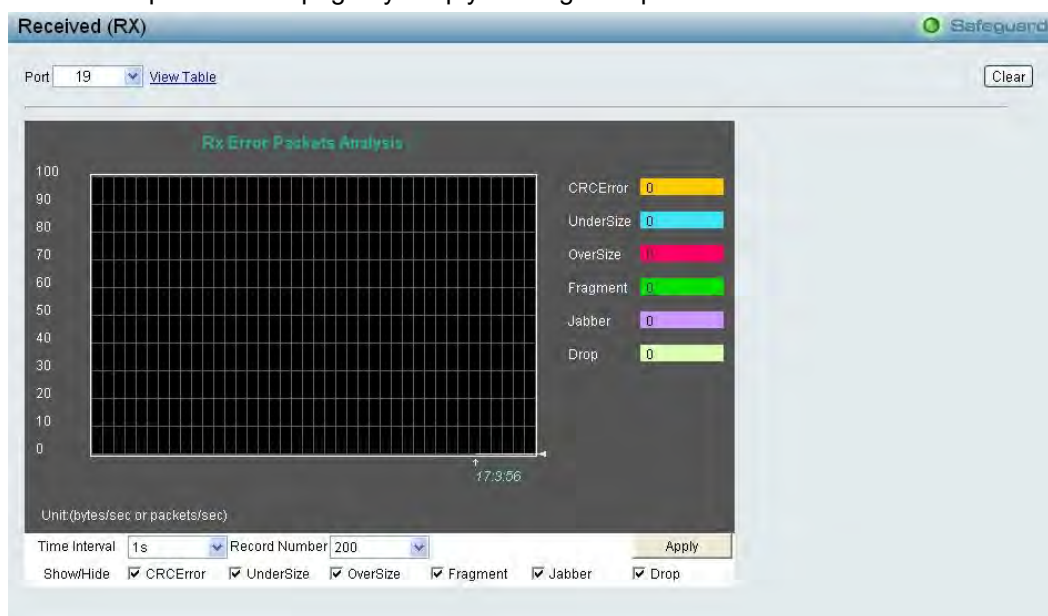 Received (RX)
Safeguard
Port 19 View Table
Clear
Rx Error Packets Analysis
100
90
80
70
60
50
40
30
20
10
0
CRCError 0
UnderSize 0
OverSize 0
Fragment 0
Jabber 0
Drop 0
17:3:56
Unit:(bytes/sec or packets/sec)
Time Interval 1s Record Number 200 Apply
Show/Hide CRCError UnderSize OverSize Fragment Jabber Drop